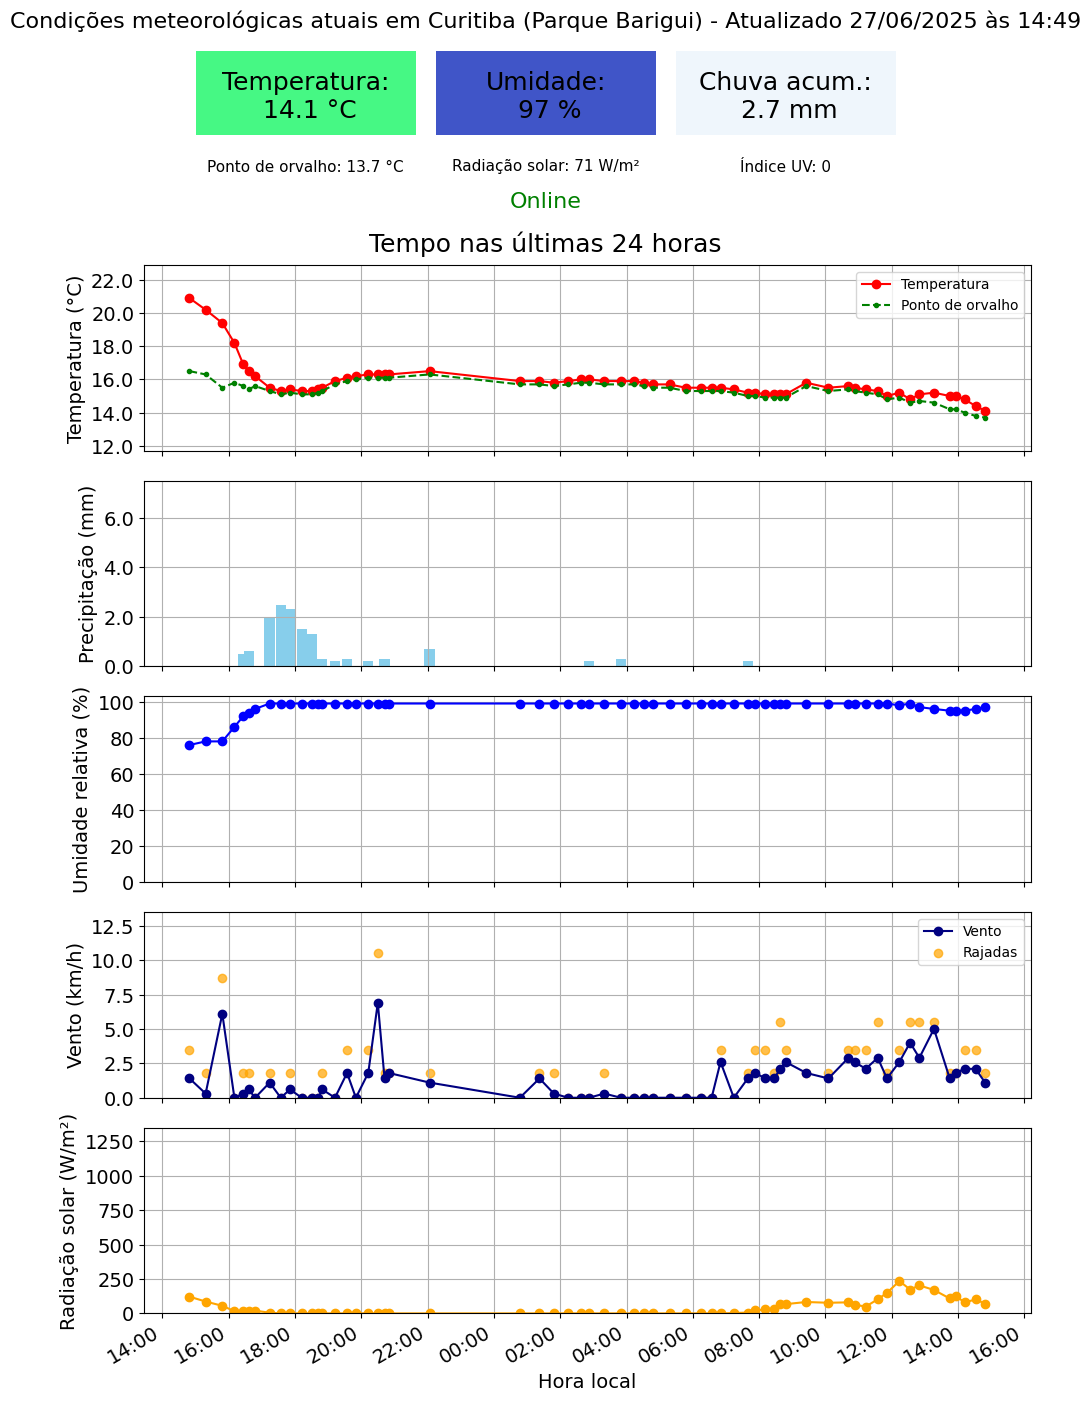 Condições meteorológicas atuais em Curitiba (Parque Barigui) - Atualizado 27/06/2025 às 14:49
Temperatura:
14.1 °C
Umidade:
97 %
Chuva acum.:
2.7 mm
Ponto de orvalho: 13.7 °C
Radiação solar: 71 W/m²
Índice UV: 0
Online
Tempo nas últimas 24 horas
Temperatura (°C)
22.0
20.0
18.0
16.0
14.0
12.0
Temperatura
Ponto de orvalho
Precipitação (mm)
6.0
4.0
2.0
0.0
Umidade relativa (%)
100
80
60
40
20
0
Vento (km/h)
12.5
10.0
7.5
5.0
2.5
0.0
Vento
Rajadas
Radiação solar (W/m²)
1250
1000
750
500
250
0
14:00
16:00
18:00
20:00
22:00
00:00
02:00
04:00
06:00
08:00
10:00
12:00
14:00
16:00
Hora local